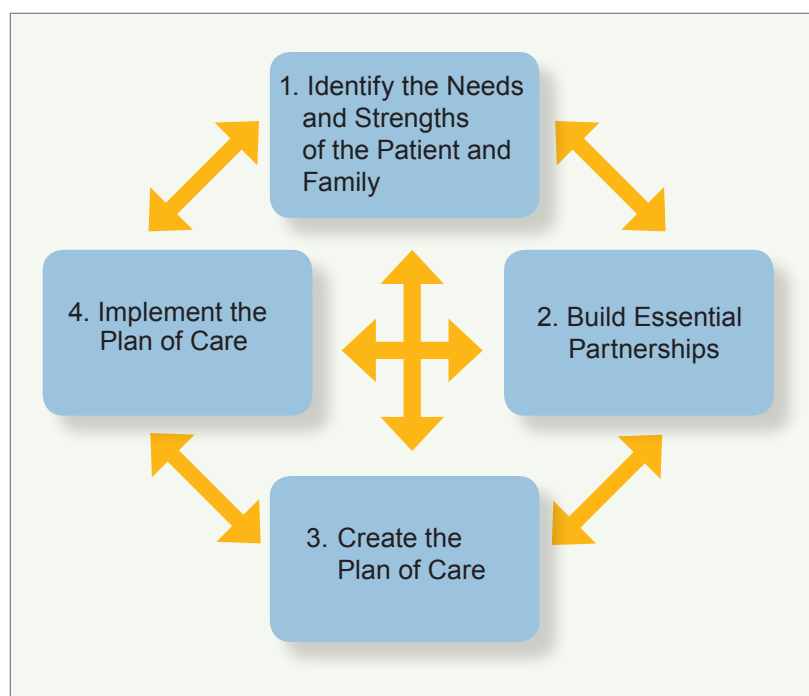 1. Identify the Needs
and Strengths
of the Patient and
Family
4. Implement the
Plan of Care
2. Build Essential
Partnerships
3. Create the
Plan of Care